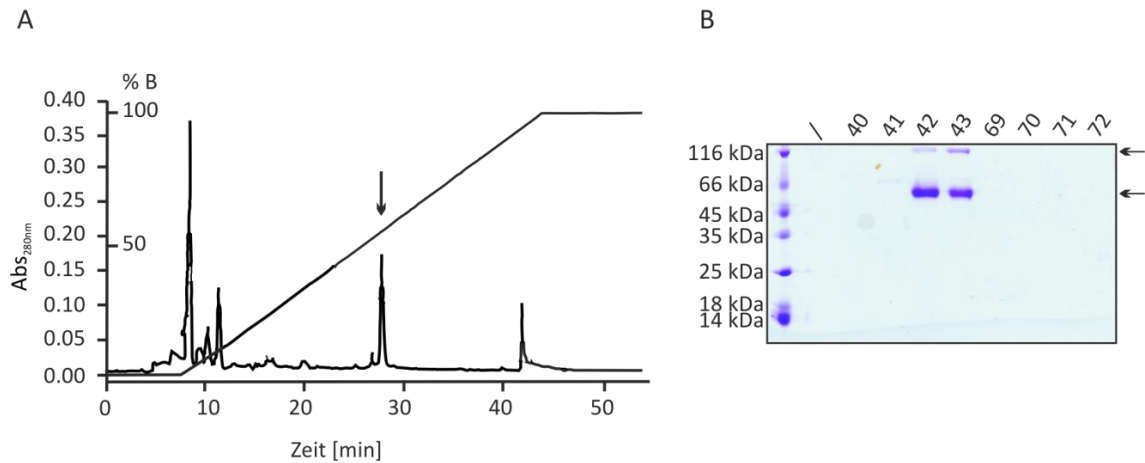 A
% B
0.40
0.35
0.30
0.25
0.20
0.15
0.10
0.05
0.00
100
50
Abs280nm
0
10
20
30
40
50
Zeit [min]
B
/ 40 41 42 43 69 70 71 72
116 kDa
66 kDa
45 kDa
35 kDa
25 kDa
18 kDa
14 kDa